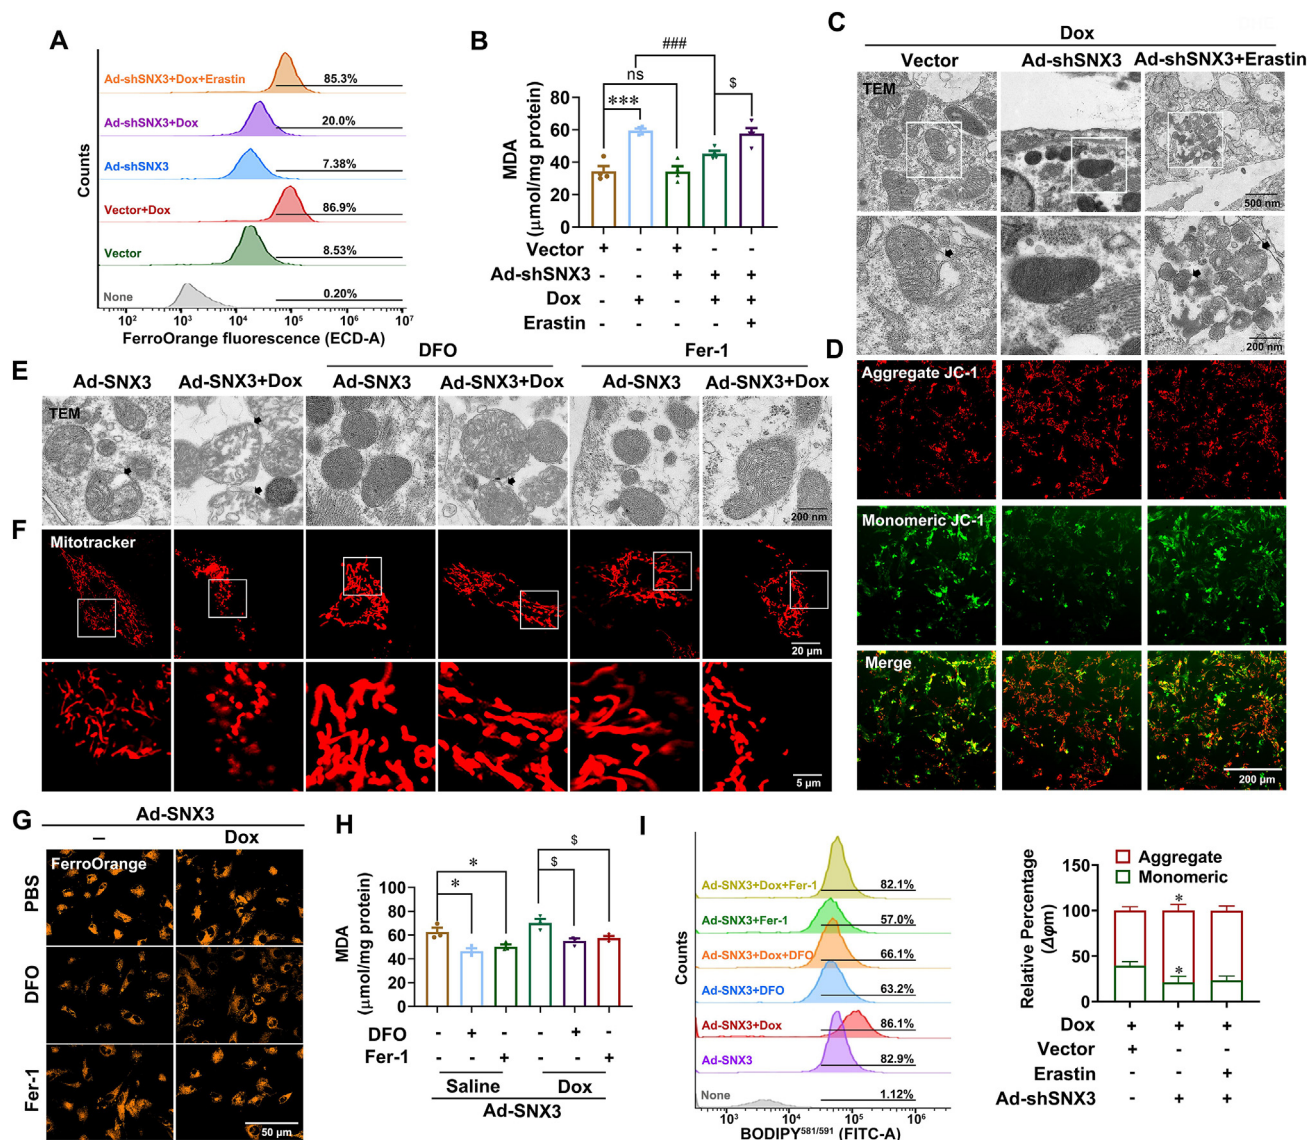 A
Counts
Ad-shSNX3+Dox+Erastin 85.3%
Ad-shSNX3+Dox 20.0%
Ad-shSNX3 7.38%
Vector+Dox 86.9%
Vector 8.53%
None 0.20%
10² 10³ 10⁴ 10⁵ 10⁶ 10⁷
FerroOrange fluorescence (ECD-A)
B
###
ns $
***
MDA
(μmol/mg protein)
80
60
40
20
0
Vector + - + - -
Ad-shSNX3 - - + + +
Dox - + - + +
Erastin - - - - +
C
Dox
Vector Ad-shSNX3 Ad-shSNX3+Erastin
TEM
500 nm
200 nm
D
Aggregate JC-1
Monomeric JC-1
Merge
200 μm
Relative Percentage
(Δφm)
150
100
50
0
Aggregate
Monomeric
*
*
Dox + + +
Vector + - -
Erastin - - +
Ad-shSNX3 - + +
E
DFO Fer-1
Ad-SNX3 Ad-SNX3+Dox Ad-SNX3 Ad-SNX3+Dox Ad-SNX3 Ad-SNX3+Dox
TEM
200 nm
F
Mitotracker
20 μm
5 μm
G
Ad-SNX3
– Dox
PBS
FerroOrange
DFO
Fer-1
50 μm
H
$
* $
*
MDA
(μmol/mg protein)
100
80
60
40
20
0
DFO - + - - + -
Fer-1 - - + - - +
Saline Dox
Ad-SNX3
I
Counts
Ad-SNX3+Dox+Fer-1 82.1%
Ad-SNX3+Fer-1 57.0%
Ad-SNX3+Dox+DFO 66.1%
Ad-SNX3+DFO 63.2%
Ad-SNX3+Dox 86.1%
Ad-SNX3 82.9%
None 1.12%
10³ 10⁴ 10⁵ 10⁶
BODIPY⁵⁸¹/⁵⁹¹ (FITC-A)